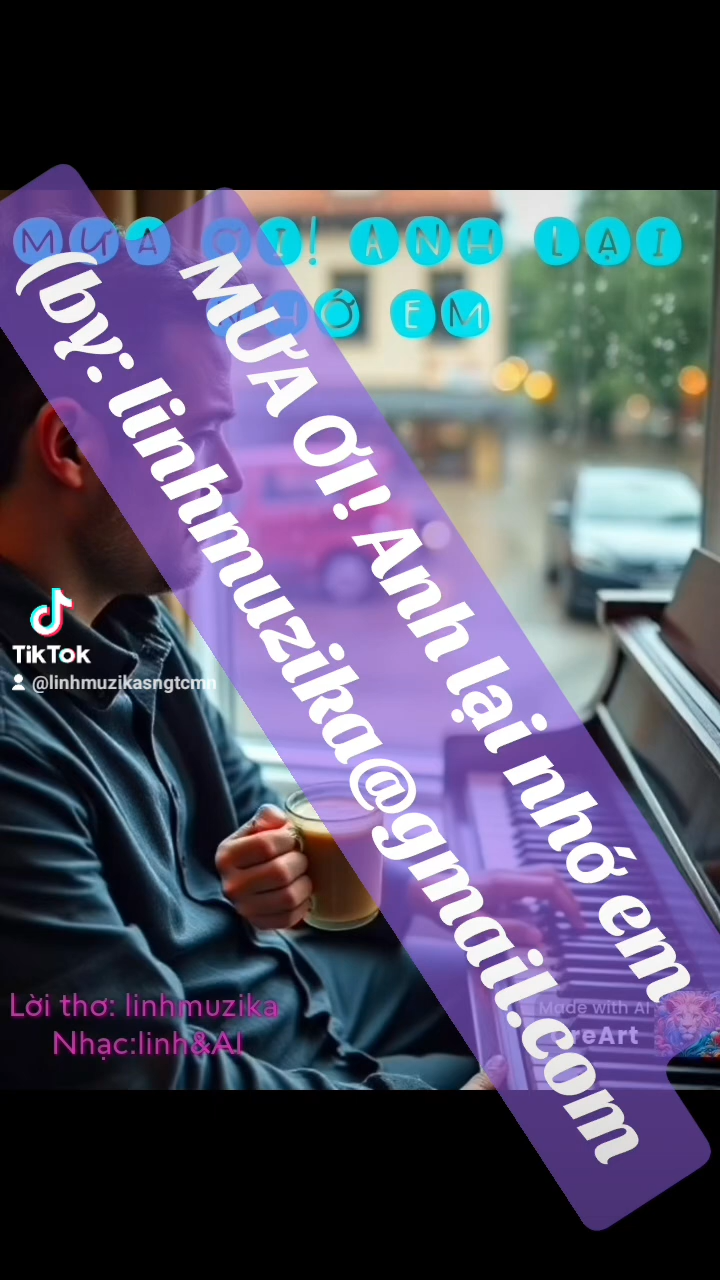 MƯA ƠI! ANH LẠI
NHỚ EM
MƯA ƠI! Anh lại nhớ em
(by: linhmuzika@gmail.com
TikTok
@linhmuzikasngtcmn
Lời thơ: linhmuzika
Nhạc:linh&AI
Made with AI
reArt